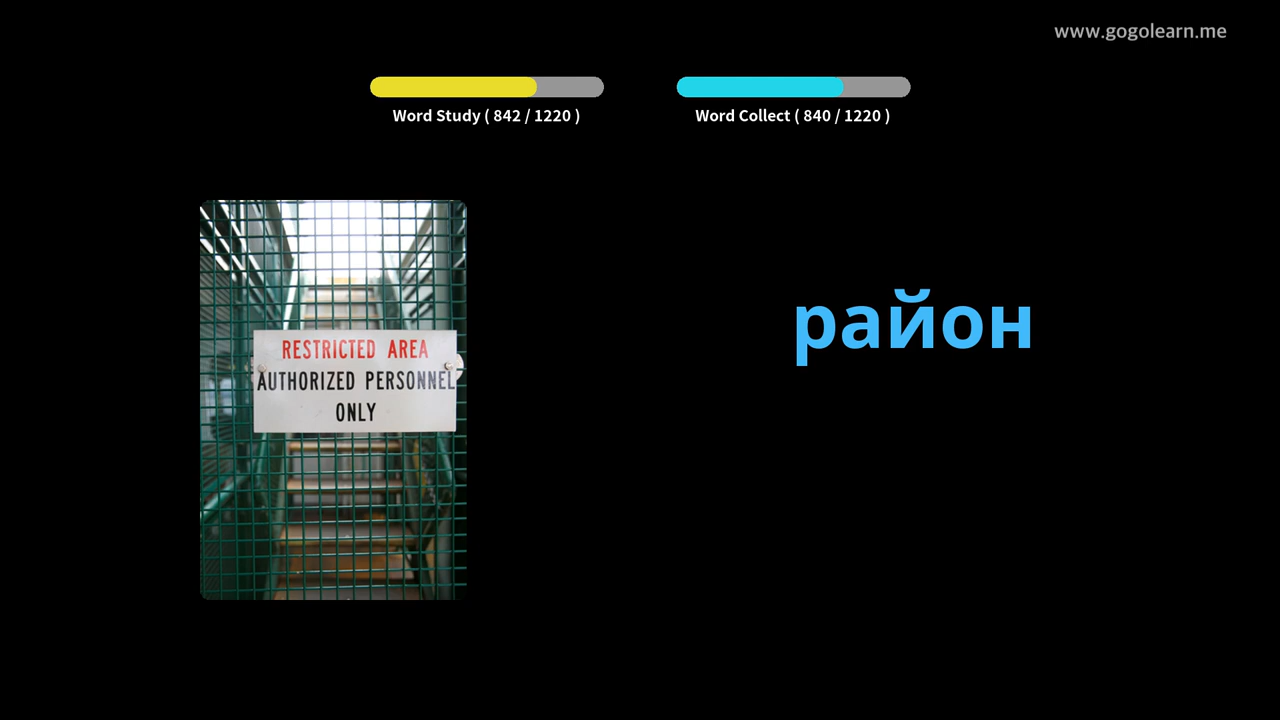 www.gogolearn.me
Word Study ( 842 / 1220 )
Word Collect ( 840 / 1220 )
RESTRICTED AREA
AUTHORIZED PERSONNEL
ONLY
район